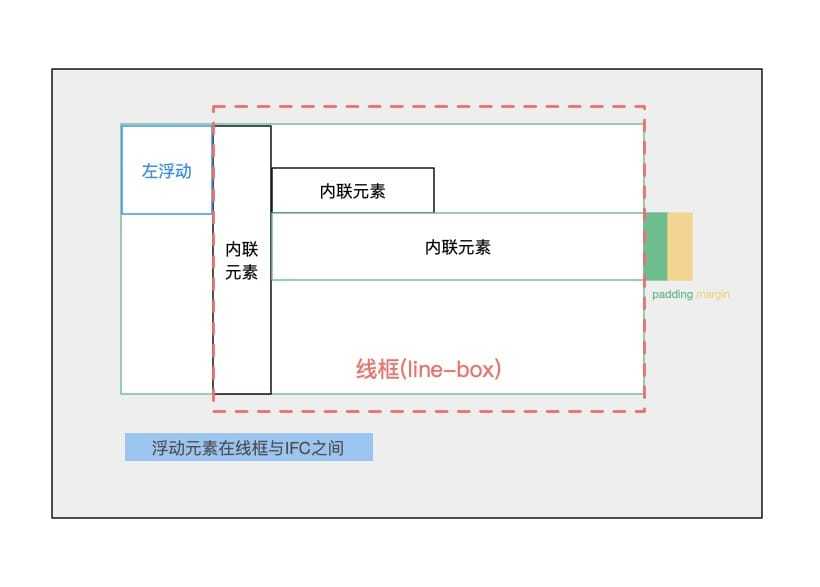 左浮动
内联元素
内联
元素
内联元素
padding margin
线框(line-box)
浮动元素在线框与IFC之间